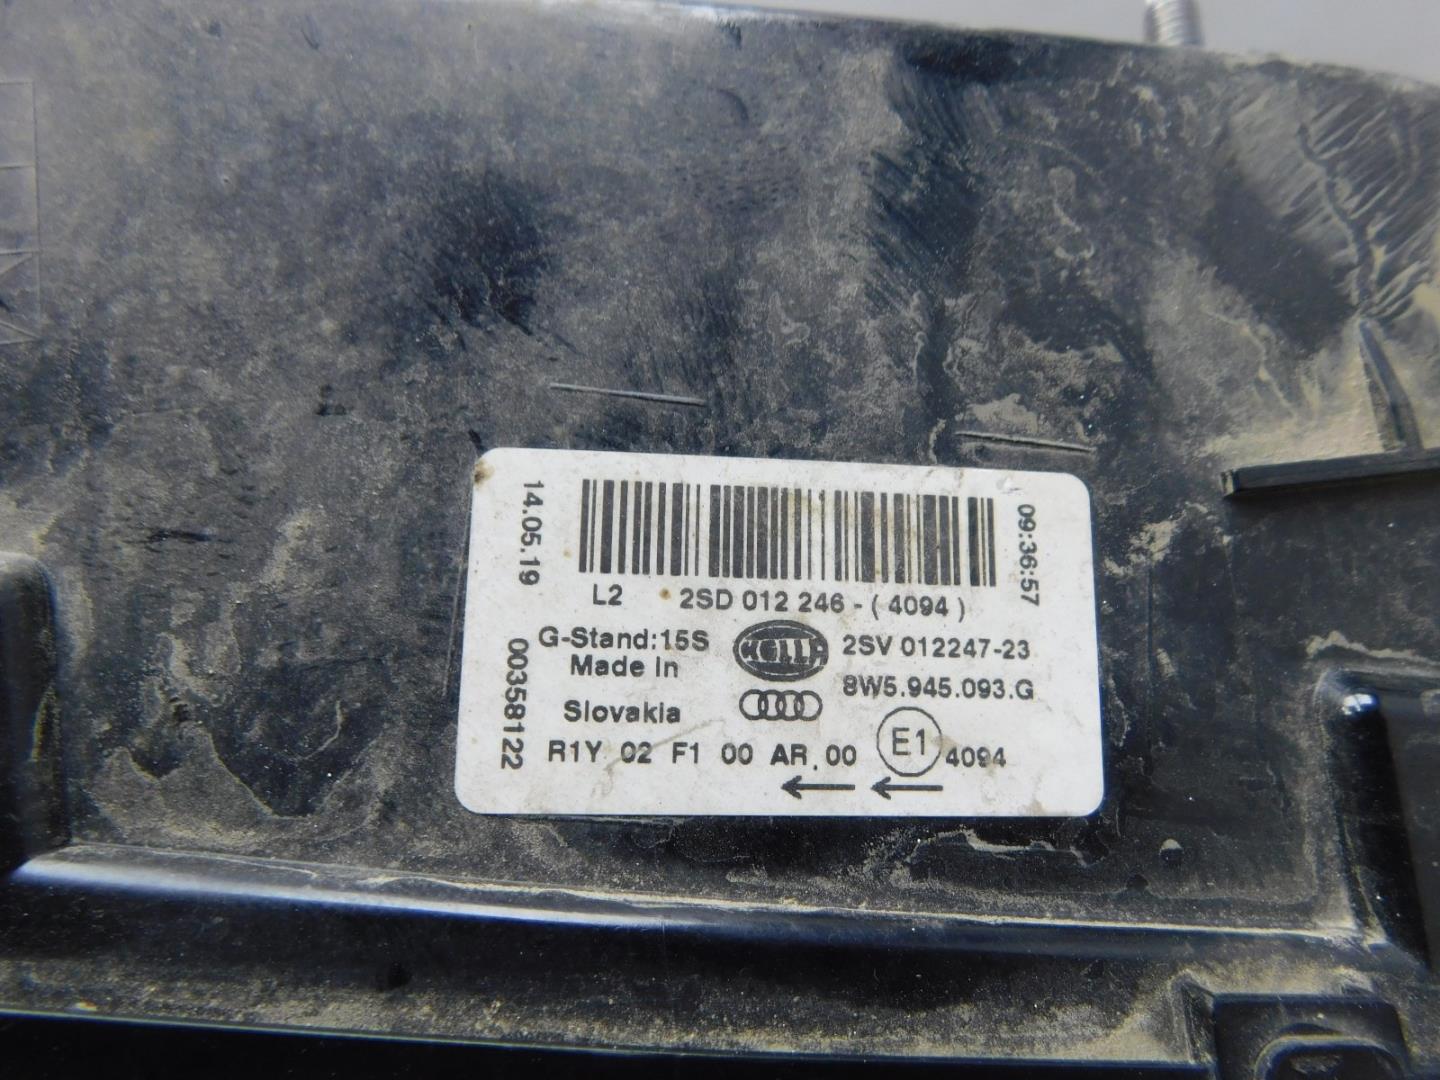 14.05.19
09:36:57
L2 2SD 012 246 - ( 4094 )
G-Stand:15S HELLA 2SV 012247-23
Made in 8W5.945.093.G
Slovakia
R1Y 02 F1 00 AR.00 E1 4094
00358122